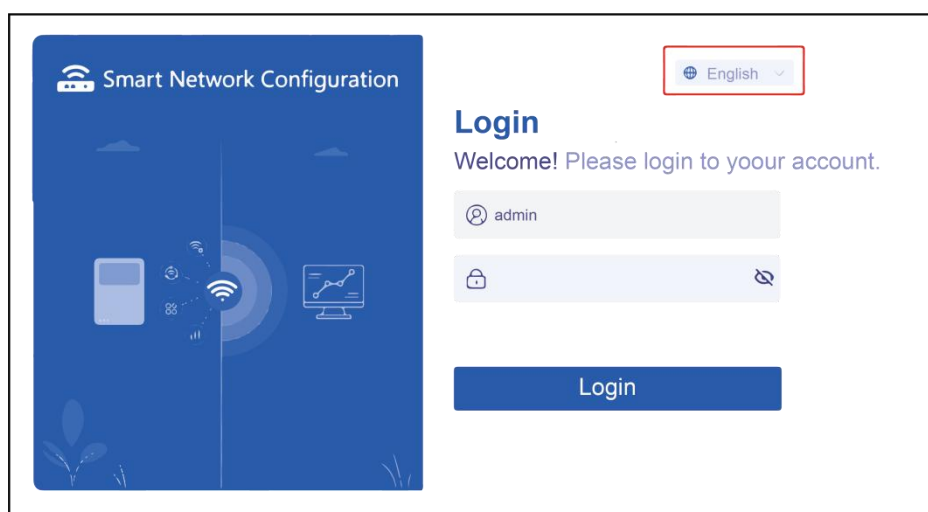 Smart Network Configuration
English
Login
Welcome! Please login to yoour account.
admin
Login